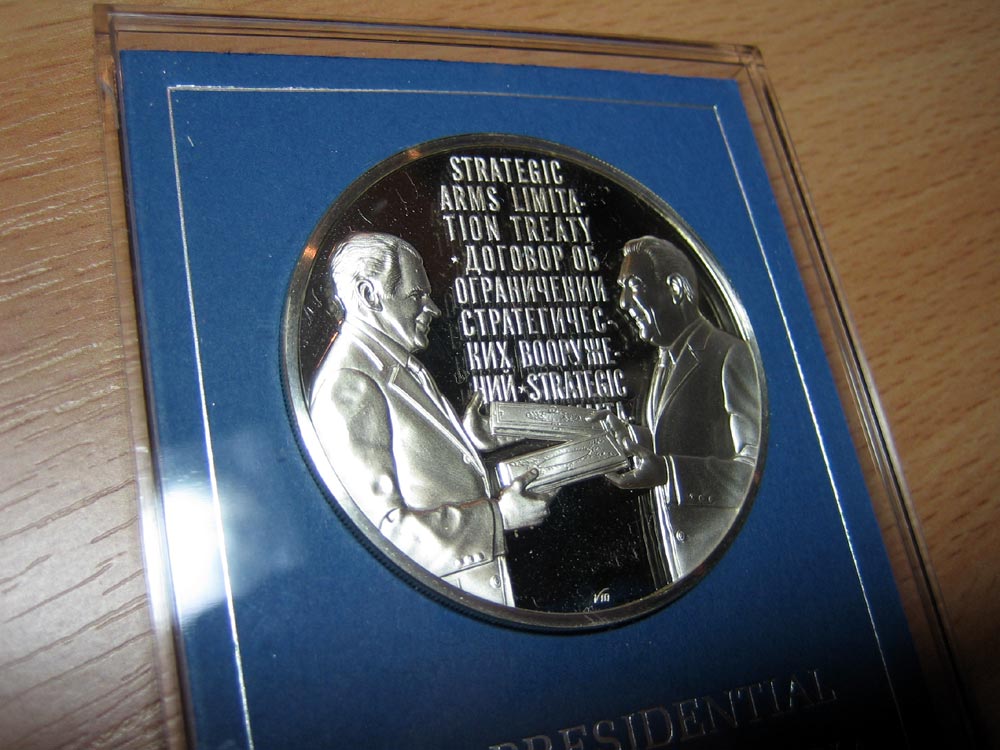 STRATEGIC
ARMS LIMITA-
TION TREATY
•ДОГОВОР ОБ
ОГРАНИЧЕНИИ
СТРАТЕГИЧЕС-
КИХ ВООРУЖЕ-
НИЙ•STRATEGIC
PRESIDENTIAL